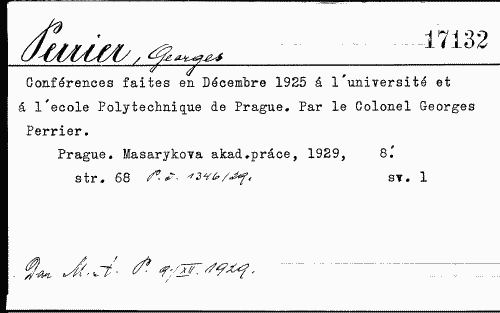 Perrier, Georges 17132
Conférences faites en Décembre 1925 á l´université et
á l´ecole Polytechnique de Prague. Par le Colonel Georges
Perrier.
Prague. Masarykova akad.práce, 1929, 8.°
str. 68 P.č. 1346/29. sv. 1
Dar M. A. P. 9./XII. 1929.